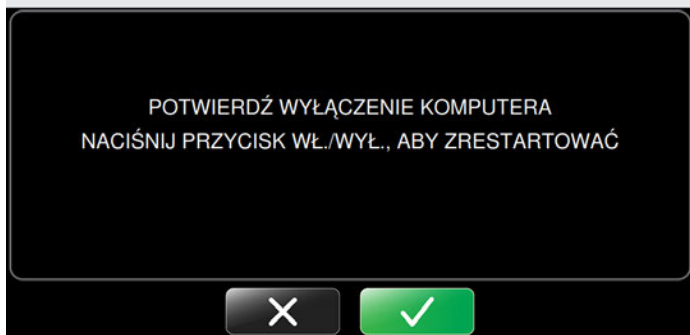 POTWIERDŹ WYŁĄCZENIE KOMPUTERA
NACIŚNIJ PRZYCISK WŁ./WYŁ., ABY ZRESTARTOWAĆ